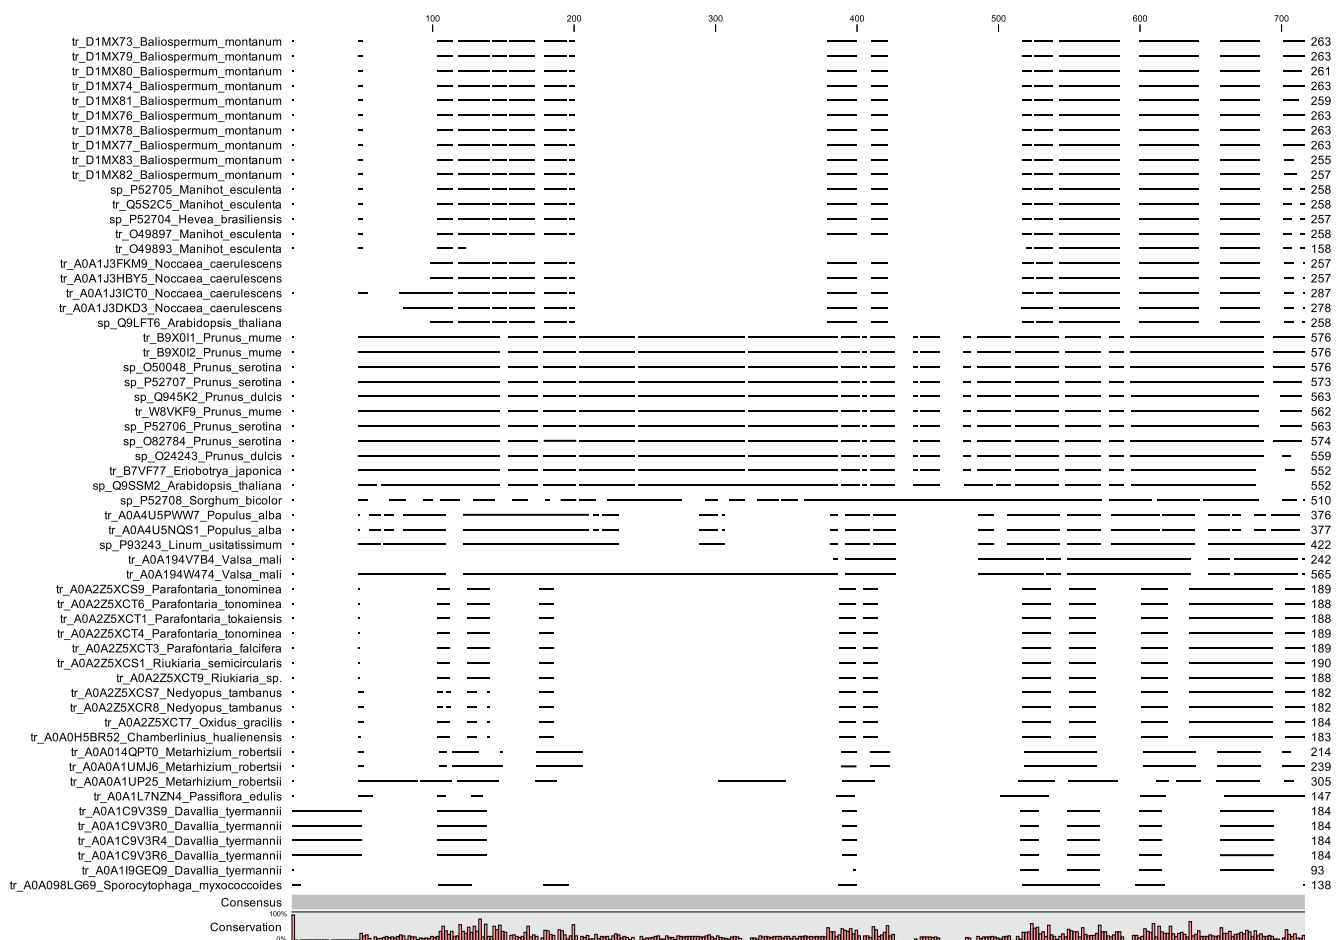 100 200 300 400 500 600 700
tr_D1MX73_Baliospermum_montanum 263
tr_D1MX79_Baliospermum_montanum 263
tr_D1MX80_Baliospermum_montanum 261
tr_D1MX74_Baliospermum_montanum 263
tr_D1MX81_Baliospermum_montanum 259
tr_D1MX76_Baliospermum_montanum 263
tr_D1MX78_Baliospermum_montanum 263
tr_D1MX77_Baliospermum_montanum 263
tr_D1MX83_Baliospermum_montanum 255
tr_D1MX82_Baliospermum_montanum 257
sp_P52705_Manihot_esculenta 258
tr_Q5S2C5_Manihot_esculenta 258
sp_P52704_Hevea_brasiliensis 257
tr_O49897_Manihot_esculenta 258
tr_O49893_Manihot_esculenta 158
tr_A0A1J3FKM9_Noccaea_caerulescens 257
tr_A0A1J3HBY5_Noccaea_caerulescens 257
tr_A0A1J3ICT0_Noccaea_caerulescens 287
tr_A0A1J3DKD3_Noccaea_caerulescens 278
sp_Q9LFT6_Arabidopsis_thaliana 258
tr_B9X0I1_Prunus_mume 576
tr_B9X0I2_Prunus_mume 576
sp_O50048_Prunus_serotina 576
sp_P52707_Prunus_serotina 573
sp_Q945K2_Prunus_dulcis 563
tr_W8VKF9_Prunus_mume 562
sp_P52706_Prunus_serotina 563
sp_O82784_Prunus_serotina 574
sp_O24243_Prunus_dulcis 559
tr_B7VF77_Eriobotrya_japonica 552
sp_Q9SSM2_Arabidopsis_thaliana 552
sp_P52708_Sorghum_bicolor 510
tr_A0A4U5PWW7_Populus_alba 376
tr_A0A4U5NQS1_Populus_alba 377
sp_P93243_Linum_usitatissimum 422
tr_A0A194V7B4_Valsa_mali 242
tr_A0A194W474_Valsa_mali 565
tr_A0A2Z5XCS9_Parafontaria_tonominea 189
tr_A0A2Z5XCT6_Parafontaria_tonominea 188
tr_A0A2Z5XCT1_Parafontaria_tokaiensis 188
tr_A0A2Z5XCT4_Parafontaria_tonominea 189
tr_A0A2Z5XCT3_Parafontaria_falcifera 189
tr_A0A2Z5XCS1_Riukiaria_semicircularis 190
tr_A0A2Z5XCT9_Riukiaria_sp. 188
tr_A0A2Z5XCS7_Nedyopus_tambanus 182
tr_A0A2Z5XCR8_Nedyopus_tambanus 182
tr_A0A2Z5XCT7_Oxidus_gracilis 184
tr_A0A0H5BR52_Chamberlinius_hualienensis 183
tr_A0A014QPT0_Metarhizium_robertsii 214
tr_A0A0A1UMJ6_Metarhizium_robertsii 239
tr_A0A0A1UP25_Metarhizium_robertsii 305
tr_A0A1L7NZN4_Passiflora_edulis 147
tr_A0A1C9V3S9_Davallia_tyermannii 184
tr_A0A1C9V3R0_Davallia_tyermannii 184
tr_A0A1C9V3R4_Davallia_tyermannii 184
tr_A0A1C9V3R6_Davallia_tyermannii 184
tr_A0A1I9GEQ9_Davallia_tyermannii 93
tr_A0A098LG69_Sporocytophaga_myxococcoides 138
Consensus
100%
Conservation
0%